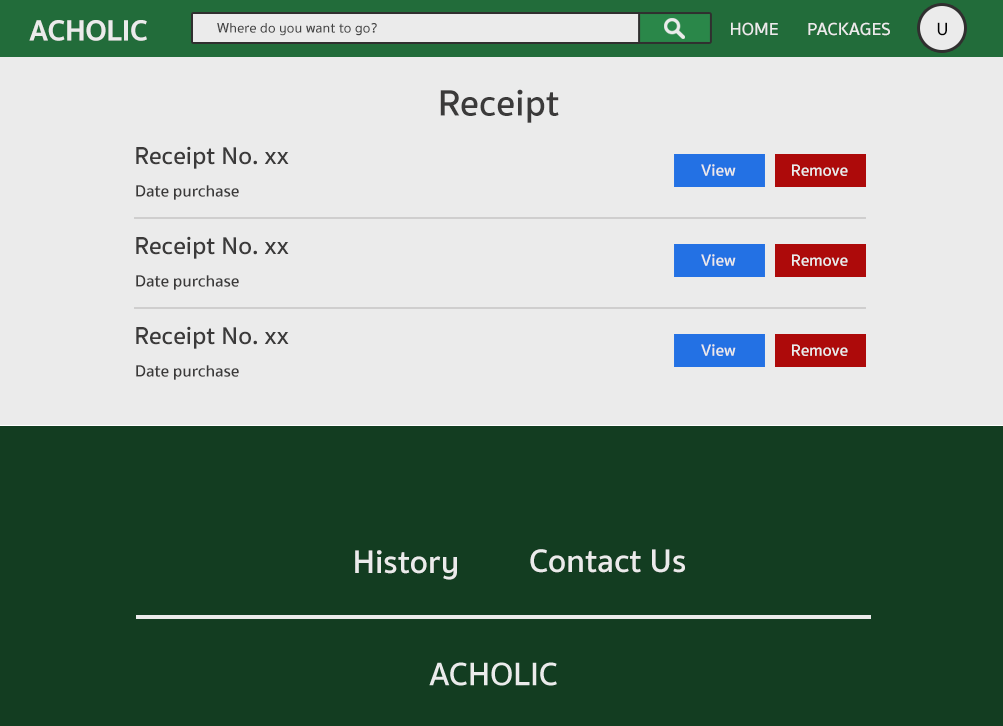 ACHOLIC
Where do you want to go?
HOME
PACKAGES
U
Receipt
Receipt No. xx
Date purchase
View
Remove
Receipt No. xx
Date purchase
View
Remove
Receipt No. xx
Date purchase
View
Remove
History
Contact Us
ACHOLIC